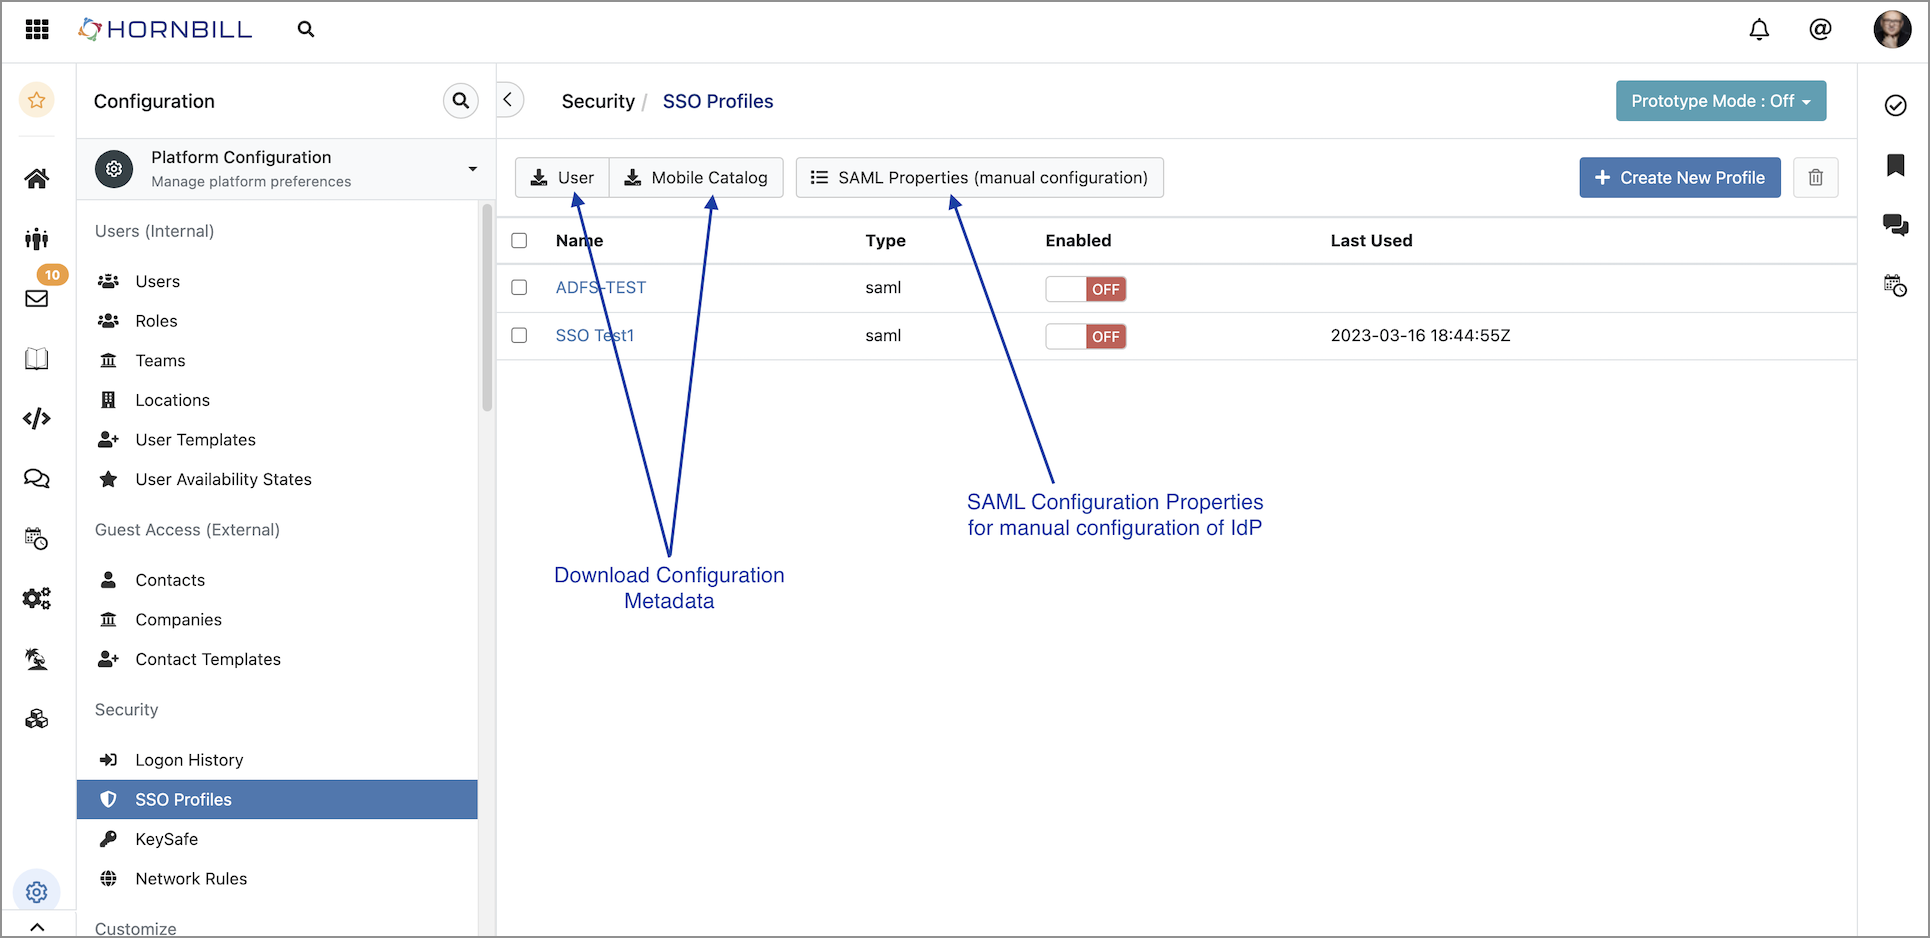 HORNBILL
Configuration
Security / SSO Profiles
Prototype Mode : Off
Platform Configuration
Manage platform preferences
User
Mobile Catalog
SAML Properties (manual configuration)
Create New Profile
Users (Internal)
Users
Roles
Teams
Locations
User Templates
User Availability States
Guest Access (External)
Contacts
Companies
Contact Templates
Security
Logon History
SSO Profiles
KeySafe
Network Rules
Customize
10
Name Type Enabled Last Used
ADFS-TEST saml OFF
SSO Test1 saml OFF 2023-03-16 18:44:55Z
SAML Configuration Properties
for manual configuration of IdP
Download Configuration
Metadata